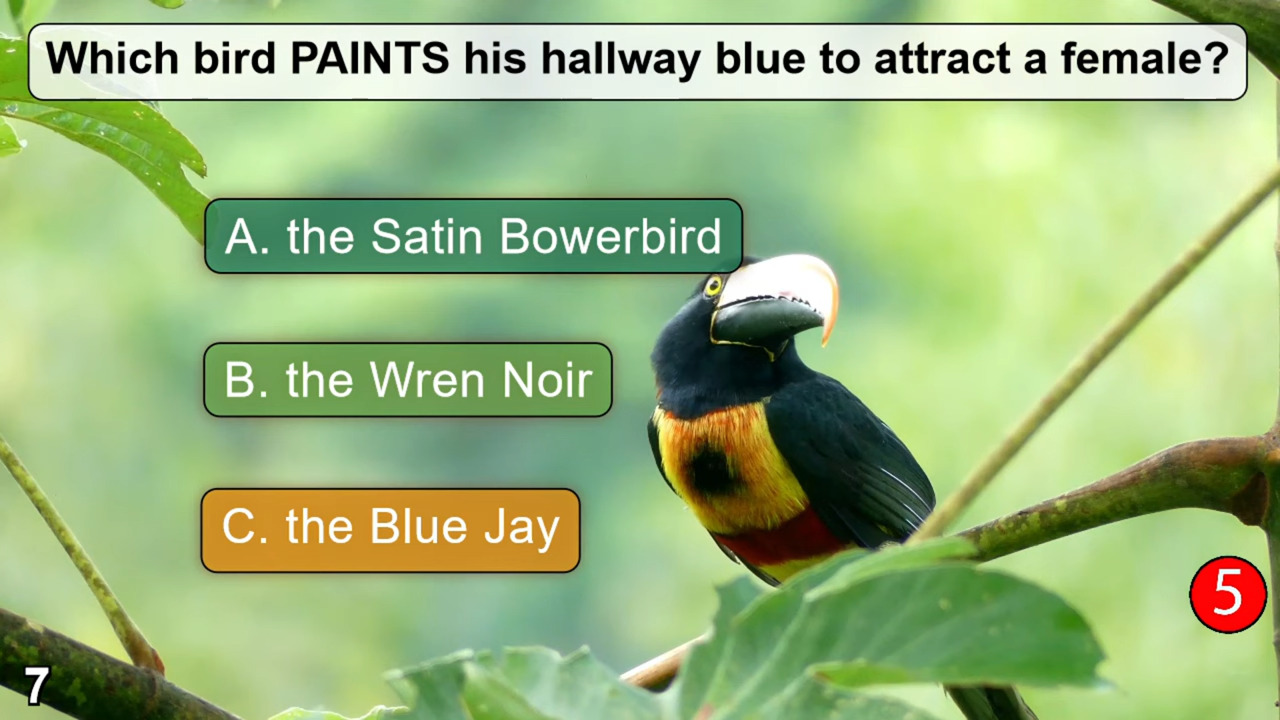 Which bird PAINTS his hallway blue to attract a female?
A. the Satin Bowerbird
B. the Wren Noir
C. the Blue Jay
5
7